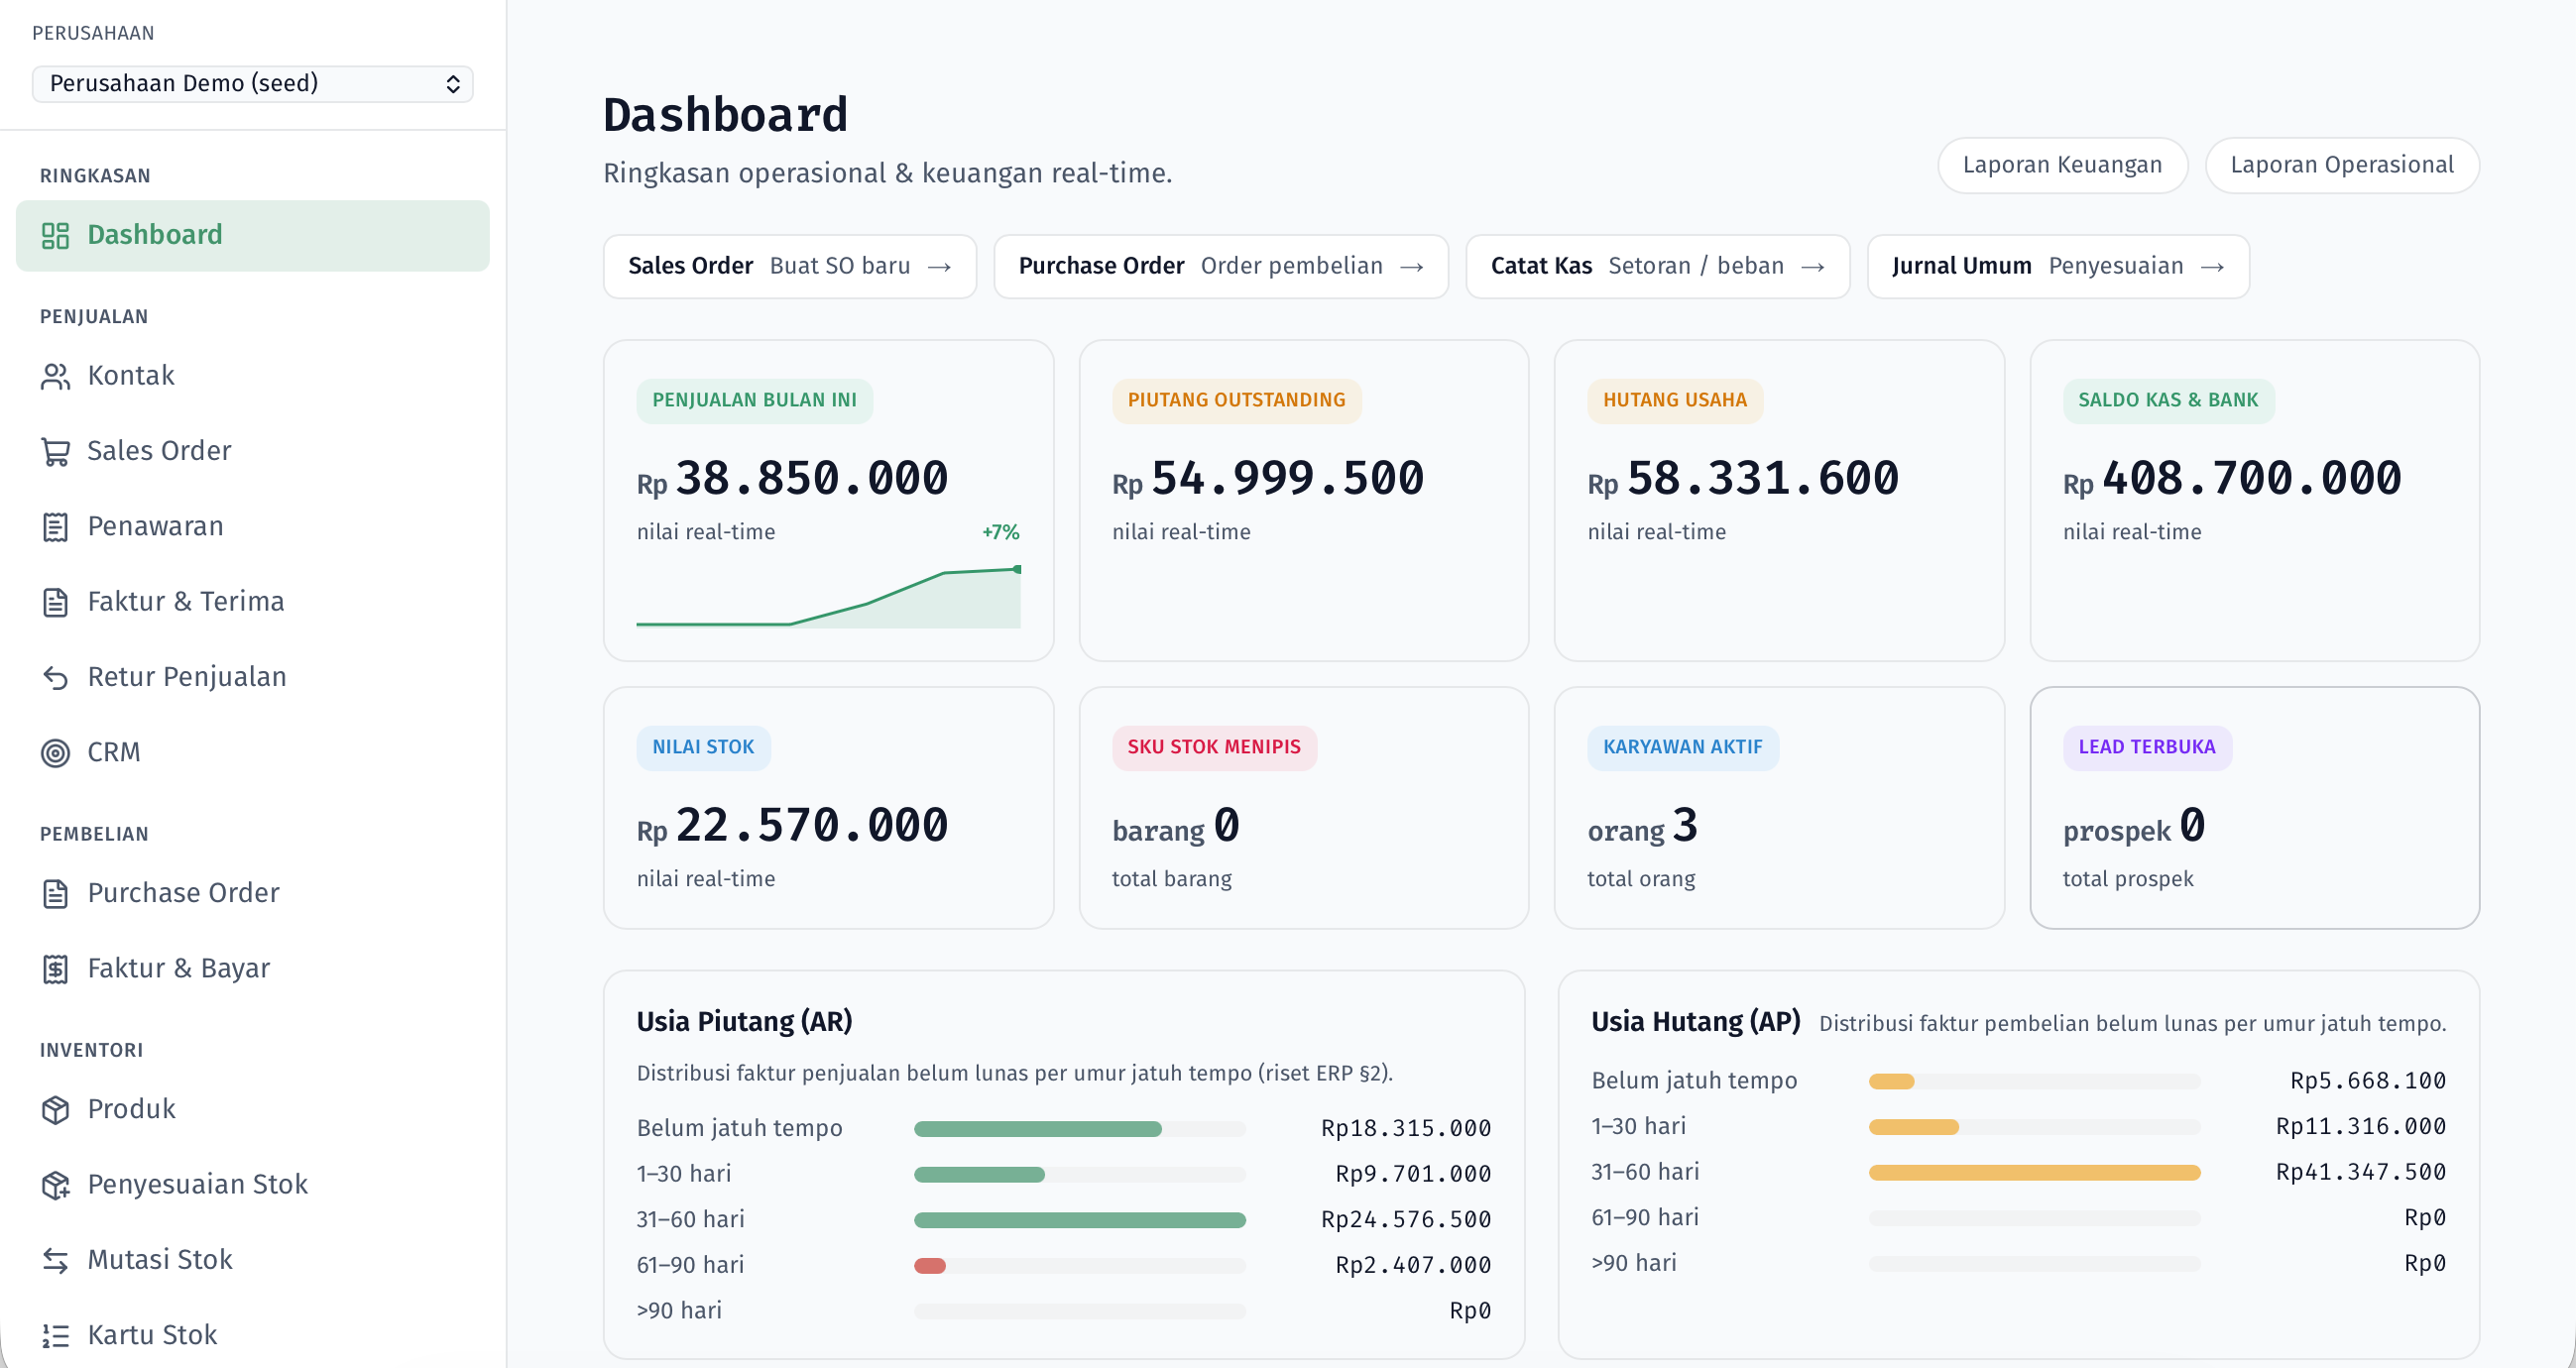 PERUSAHAAN
Perusahaan Demo (seed)
RINGKASAN
Dashboard
PENJUALAN
Kontak
Sales Order
Penawaran
Faktur & Terima
Retur Penjualan
CRM
PEMBELIAN
Purchase Order
Faktur & Bayar
INVENTORI
Produk
Penyesuaian Stok
Mutasi Stok
Kartu Stok
Dashboard
Ringkasan operasional & keuangan real-time.
Laporan Keuangan
Laporan Operasional
Sales Order Buat SO baru →
Purchase Order Order pembelian →
Catat Kas Setoran / beban →
Jurnal Umum Penyesuaian →
PENJUALAN BULAN INI
Rp 38.850.000
nilai real-time +7%
PIUTANG OUTSTANDING
Rp 54.999.500
nilai real-time
HUTANG USAHA
Rp 58.331.600
nilai real-time
SALDO KAS & BANK
Rp 408.700.000
nilai real-time
NILAI STOK
Rp 22.570.000
nilai real-time
SKU STOK MENIPIS
barang 0
total barang
KARYAWAN AKTIF
orang 3
total orang
LEAD TERBUKA
prospek 0
total prospek
Usia Piutang (AR)
Distribusi faktur penjualan belum lunas per umur jatuh tempo (riset ERP §2).
Belum jatuh tempo Rp18.315.000
1–30 hari Rp9.701.000
31–60 hari Rp24.576.500
61–90 hari Rp2.407.000
>90 hari Rp0
Usia Hutang (AP) Distribusi faktur pembelian belum lunas per umur jatuh tempo.
Belum jatuh tempo Rp5.668.100
1–30 hari Rp11.316.000
31–60 hari Rp41.347.500
61–90 hari Rp0
>90 hari Rp0